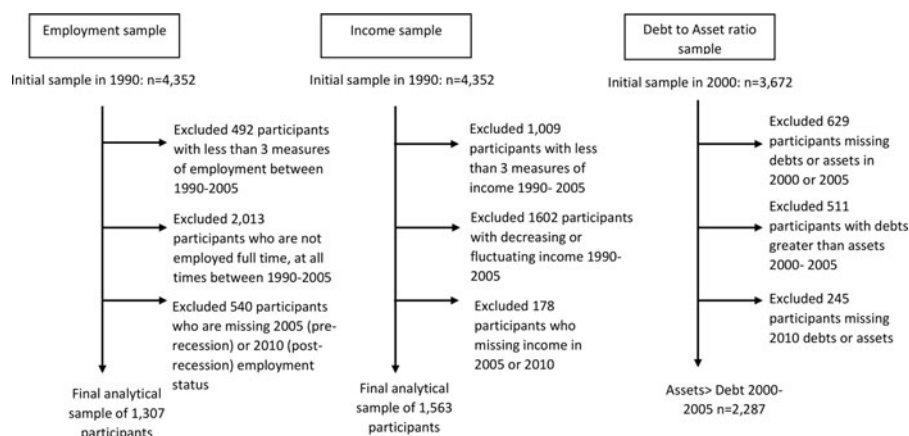 Employment sample
Initial sample in 1990: n=4,352
Excluded 492 participants
with less than 3 measures
of employment between
1990-2005
Excluded 2,013
participants who are not
employed full time, at all
times between 1990-2005
Excluded 540 participants
who are missing 2005 (pre-
recession) or 2010 (post-
recession) employment
status
Final analytical
sample of 1,307
participants
Income sample
Initial sample in 1990: n=4,352
Excluded 1,009
participants with less
than 3 measures of
income 1990- 2005
Excluded 1602 participants
with decreasing or
fluctuating income 1990-
2005
Excluded 178
participants who
missing income in
2005 or 2010
Final analytical
sample of 1,563
participants
Debt to Asset ratio
sample
Initial sample in 2000: n=3,672
Excluded 629
participants missing
debts or assets in
2000 or 2005
Excluded 511
participants with debts
greater than assets
2000- 2005
Excluded 245
participants missing
2010 debts or assets
Assets> Debt 2000-
2005 n=2,287